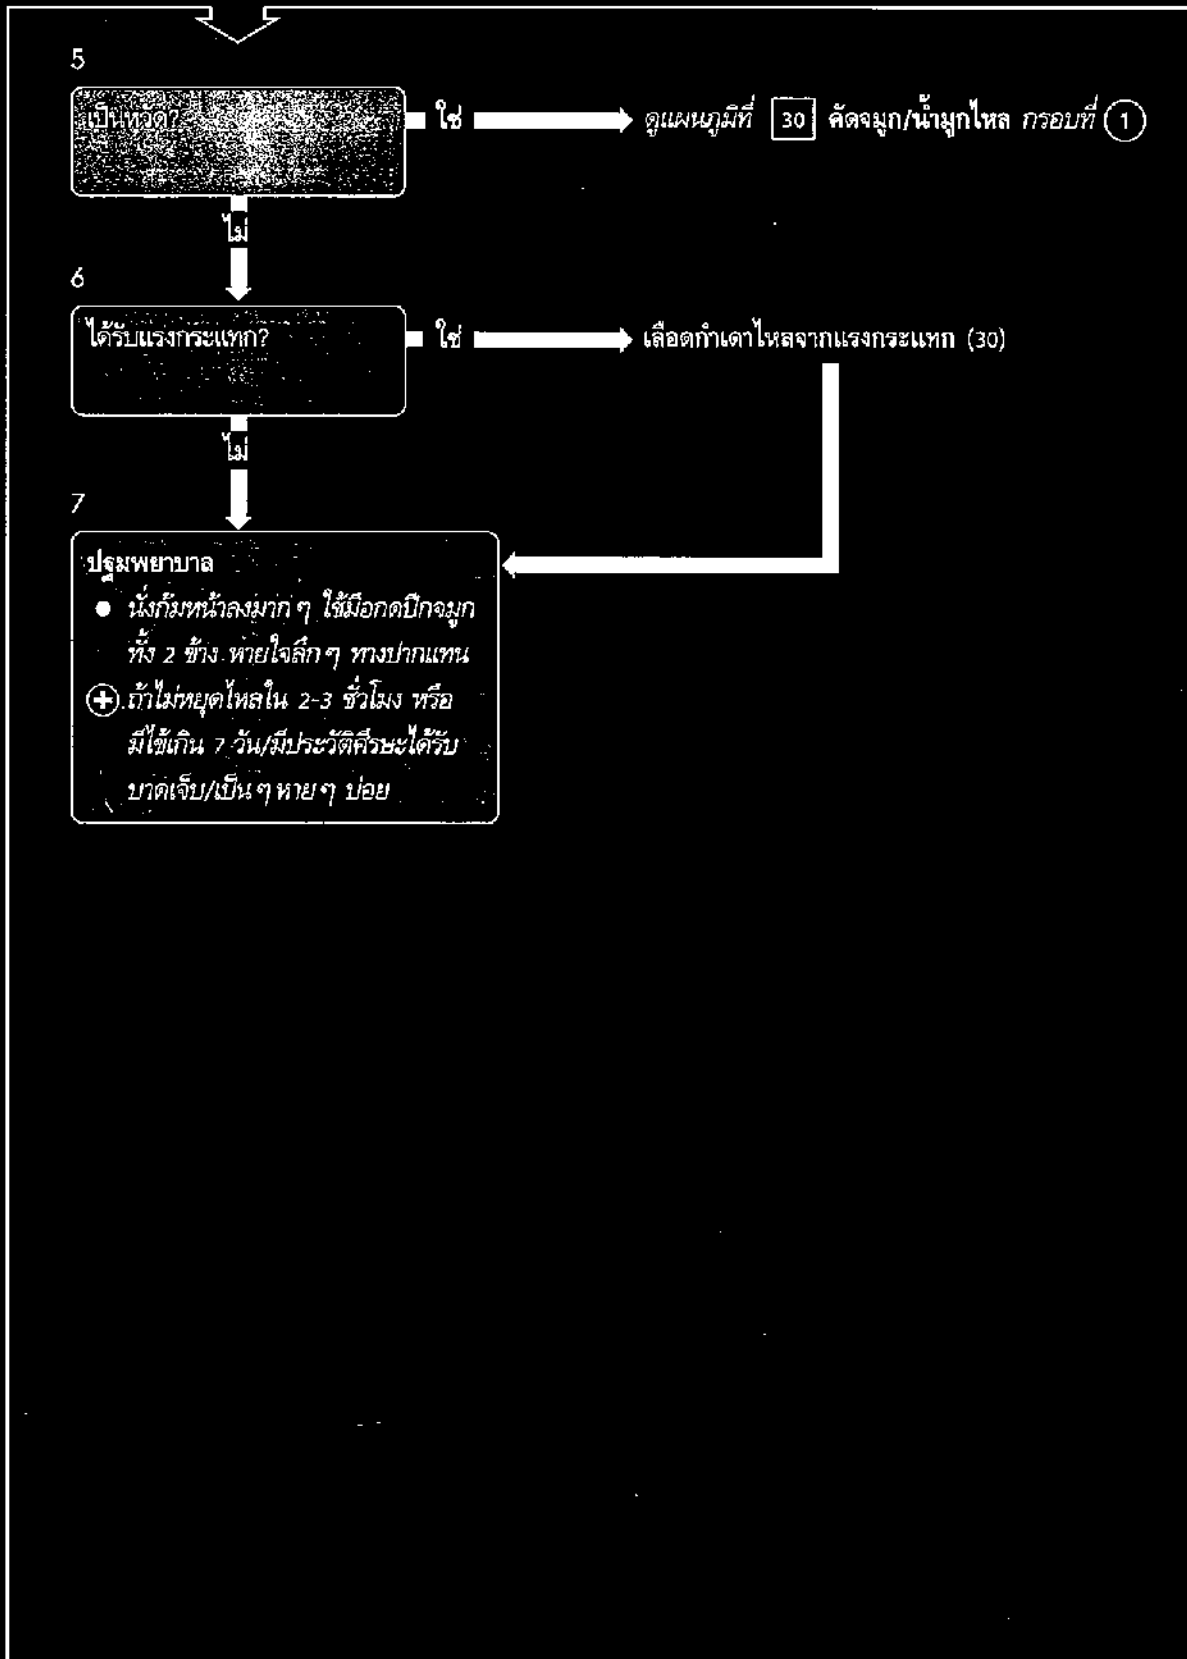 5
เป็นหวัด?
ใช่
ดูแผนภูมิที่ 30 คัดจมูก/น้ำมูกไหล กรอบที่ 1
ไม่
6
ได้รับแรงกระแทก?
ใช่
เลือดกำเดาไหลจากแรงกระแทก (30)
ไม่
7
ปฐมพยาบาล
● นั่งก้มหน้าลงมาก ๆ ใช้มือกดปีกจมูก
ทั้ง 2 ข้าง หายใจลึก ๆ ทางปากแทน
⊕ ถ้าไม่หยุดไหลใน 2-3 ชั่วโมง หรือ
มีไข้เกิน 7 วัน/มีประวัติศีรษะได้รับ
บาดเจ็บ/เป็น ๆ หาย ๆ บ่อย